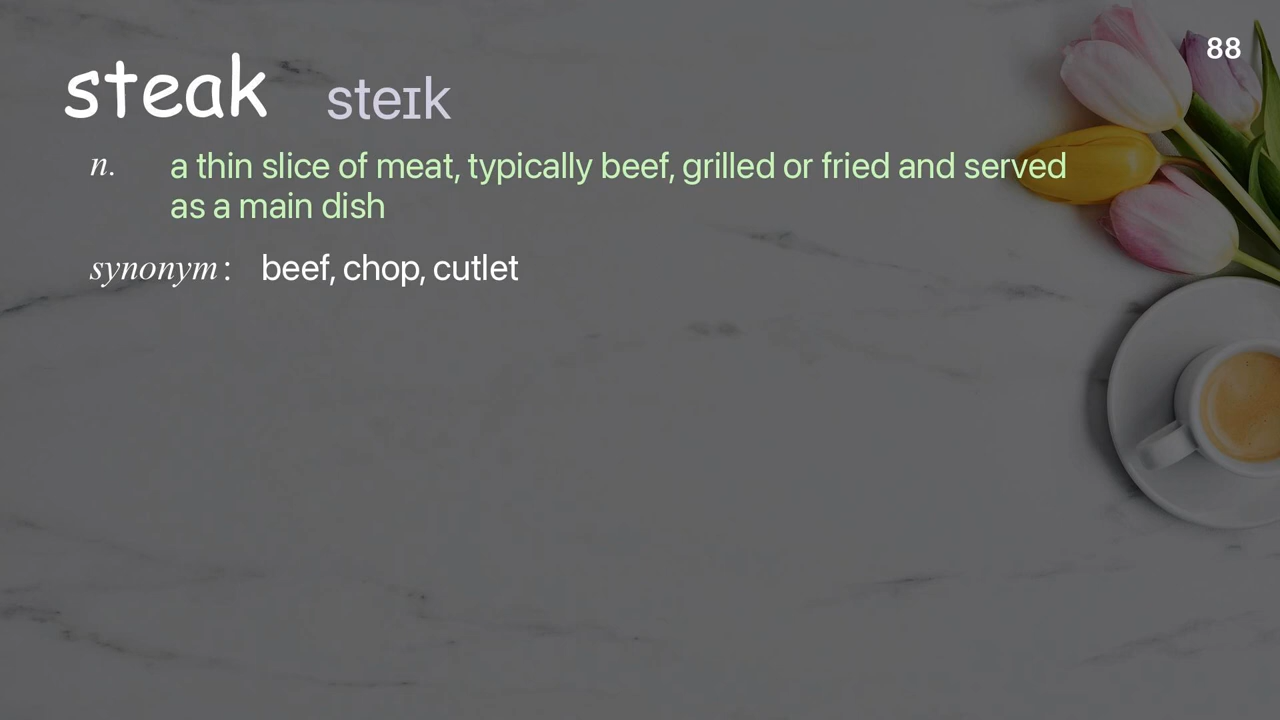 88
steak steɪk
n. a thin slice of meat, typically beef, grilled or fried and served
as a main dish
synonym: beef, chop, cutlet